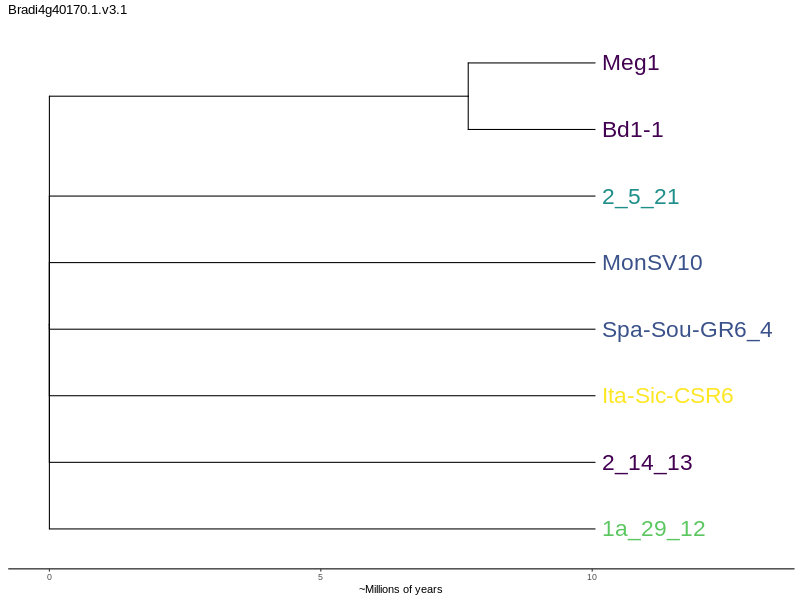 Bradi4g40170.1.v3.1
Meg1
Bd1-1
2_5_21
MonSV10
Spa-Sou-GR6_4
Ita-Sic-CSR6
2_14_13
1a_29_12
0 5 10
~Millions of years